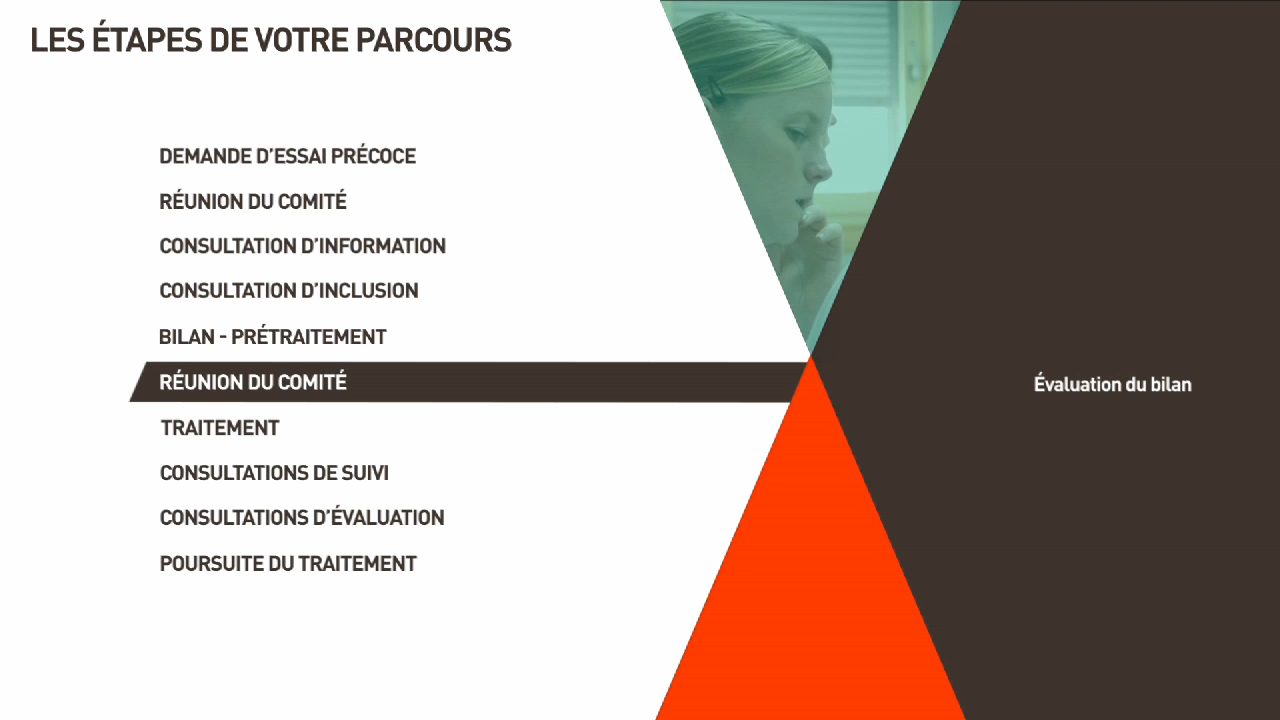 LES ÉTAPES DE VOTRE PARCOURS
DEMANDE D'ESSAI PRÉCOCE
RÉUNION DU COMITÉ
CONSULTATION D'INFORMATION
CONSULTATION D'INCLUSION
BILAN - PRÉTRAITEMENT
RÉUNION DU COMITÉ
Évaluation du bilan
TRAITEMENT
CONSULTATIONS DE SUIVI
CONSULTATIONS D'ÉVALUATION
POURSUITE DU TRAITEMENT